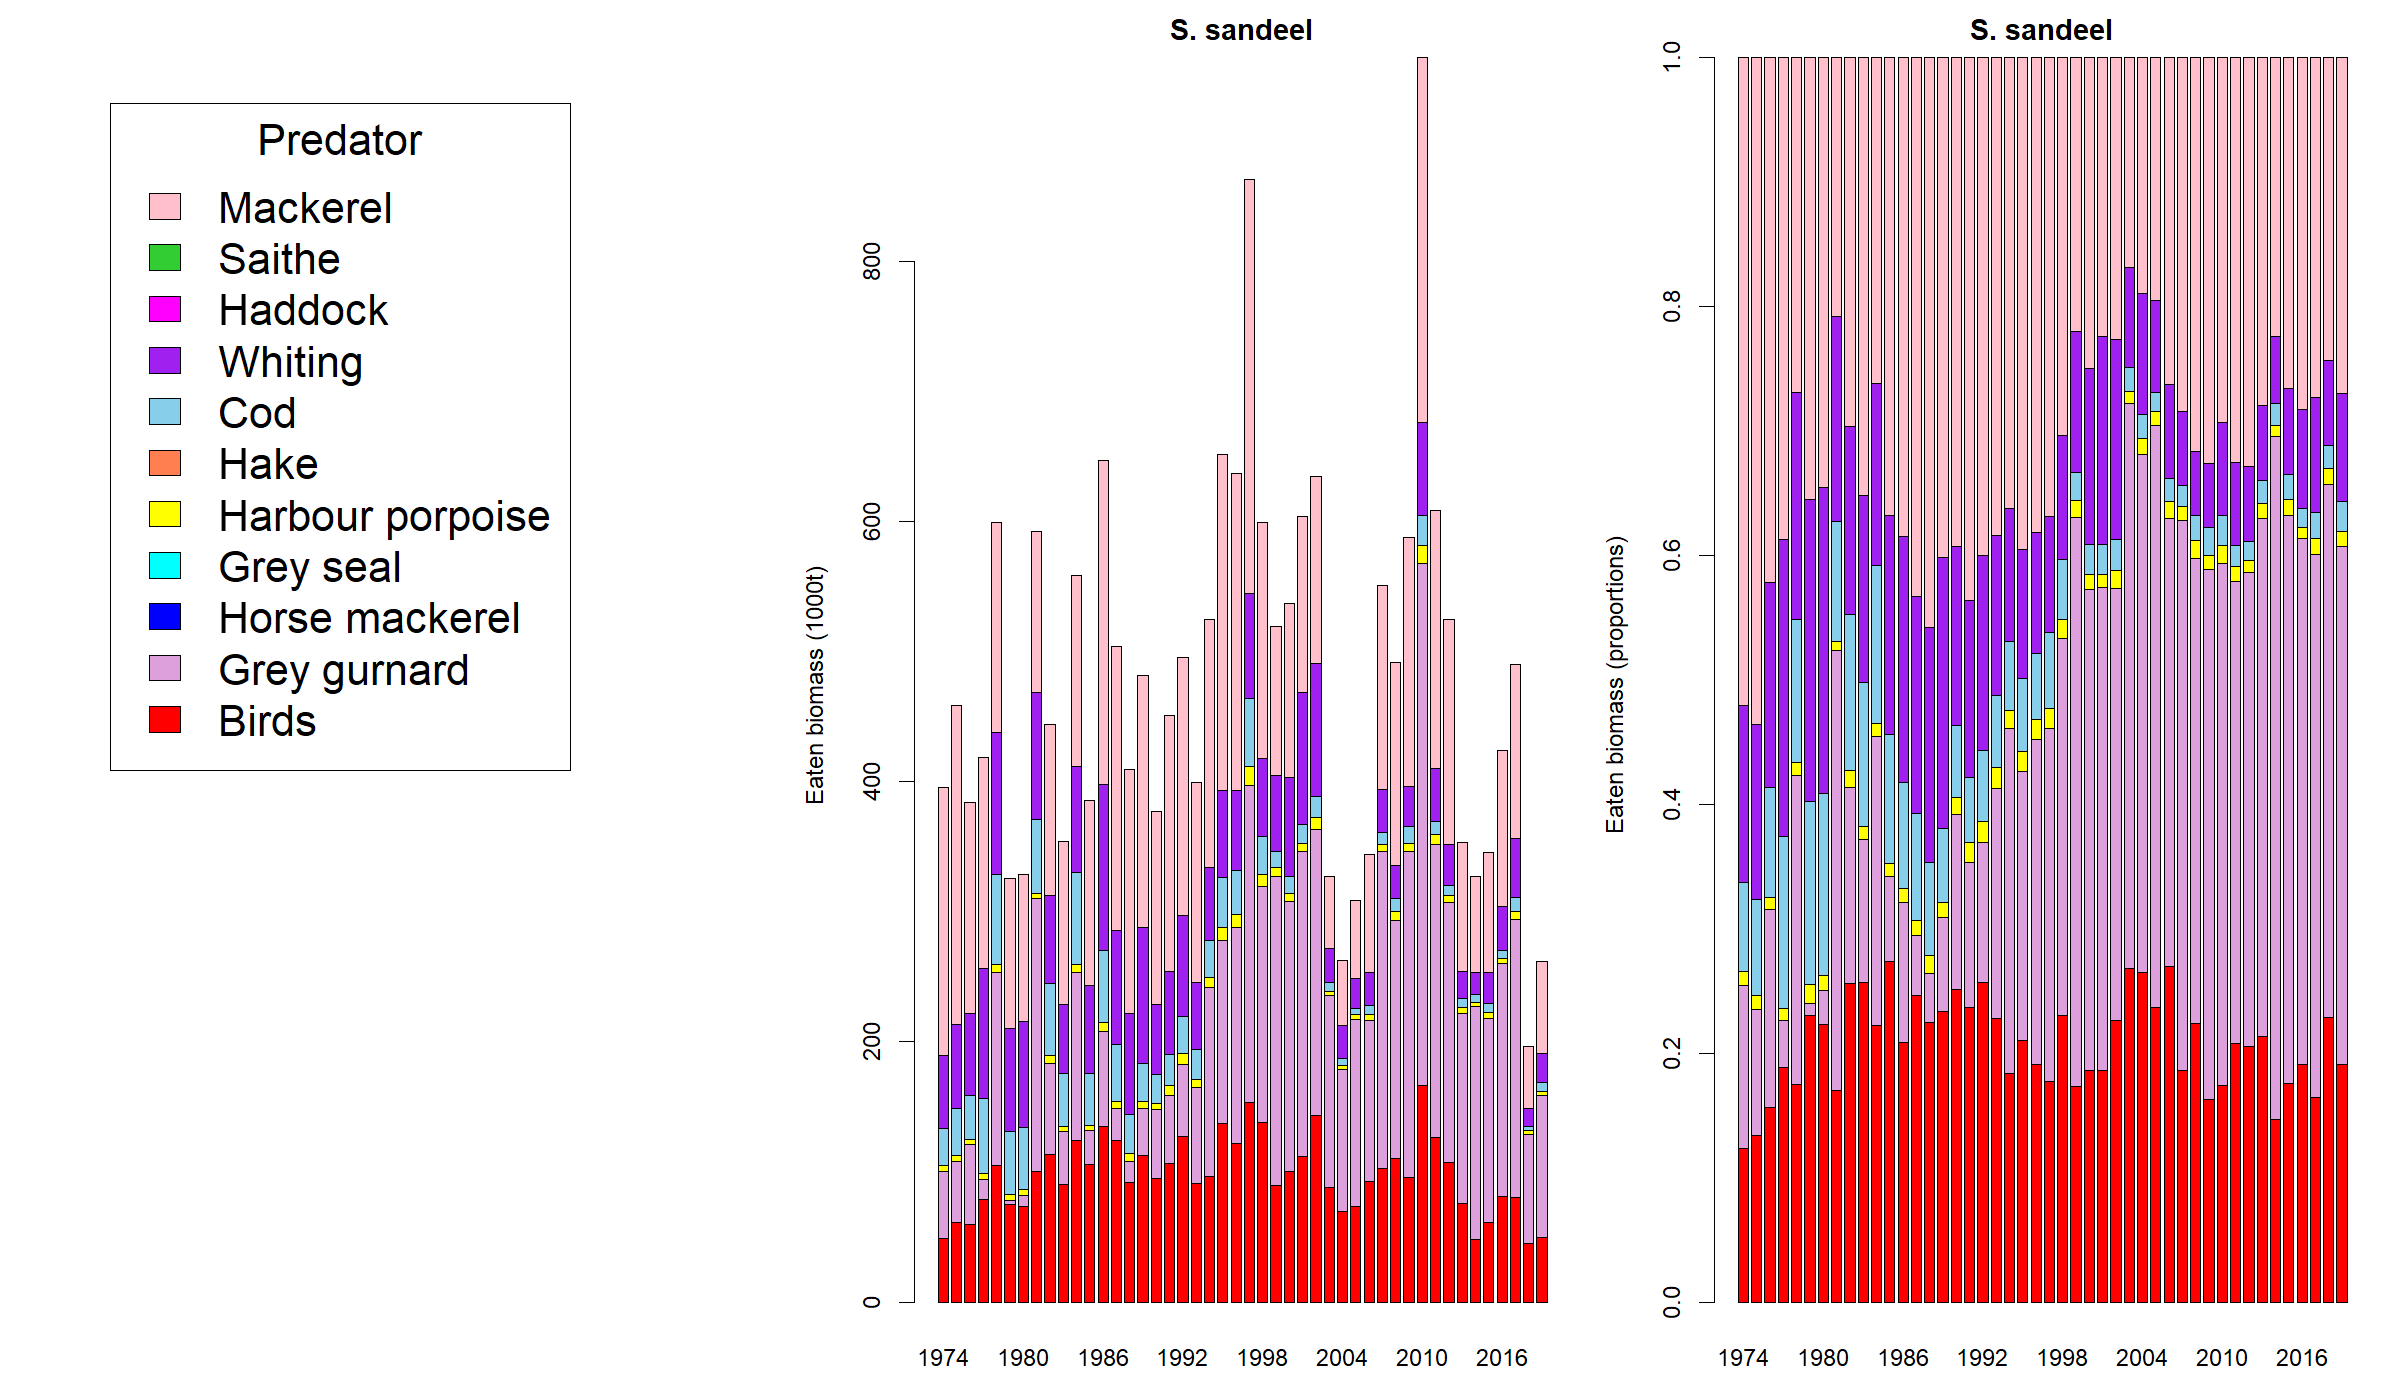 Predator
Mackerel
Saithe
Haddock
Whiting
Cod
Hake
Harbour porpoise
Grey seal
Horse mackerel
Grey gurnard
Birds
S. sandeel
Eaten biomass (1000t)
800
600
400
200
0
1974 1980 1986 1992 1998 2004 2010 2016
S. sandeel
Eaten biomass (proportions)
1.0
0.8
0.6
0.4
0.2
0.0
1974 1980 1986 1992 1998 2004 2010 2016